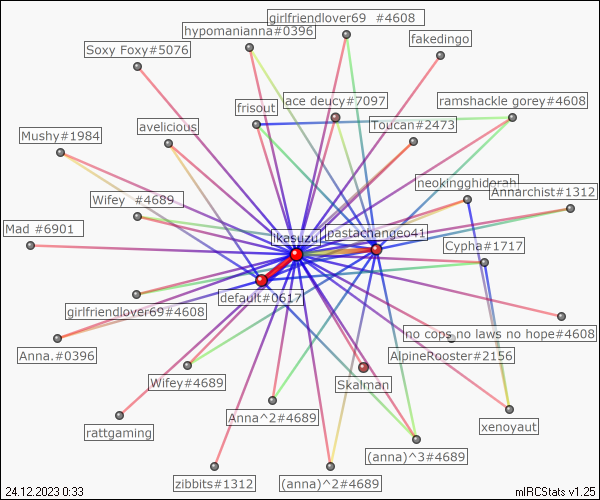 girlfriendlover69 #4608
hypomanianna#0396
fakedingo
Soxy Foxy#5076
ace deucy#7097
ramshackle gorey#4608
frisout
avelicious
Toucan#2473
Mushy#1984
neokingghidorah
Annarchist#1312
Wifey #4689
Mad #6901
ikasuzu
pastachangeo41
Cypha#1717
default#0617
girlfriendlover69#4608
no cops no laws no hope#4608
Anna.#0396
AlpineRooster#2156
Wifey#4689
Skalman
Anna^2#4689
xenoyaut
rattgaming
(anna)^3#4689
zibbits#1312
(anna)^2#4689
24.12.2023 0:33
mIRCStats v1.25